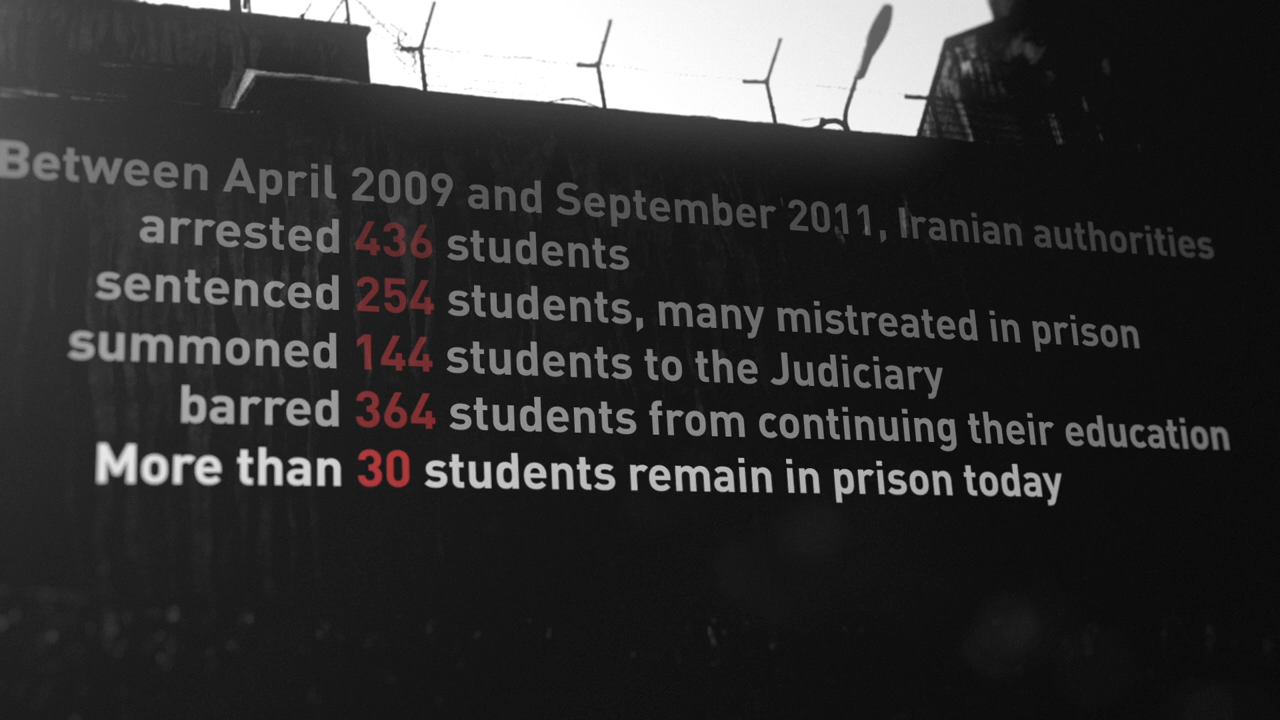 Between April 2009 and September 2011, Iranian authorities
arrested 436 students
sentenced 254 students, many mistreated in prison
summoned 144 students to the Judiciary
barred 364 students from continuing their education
More than 30 students remain in prison today